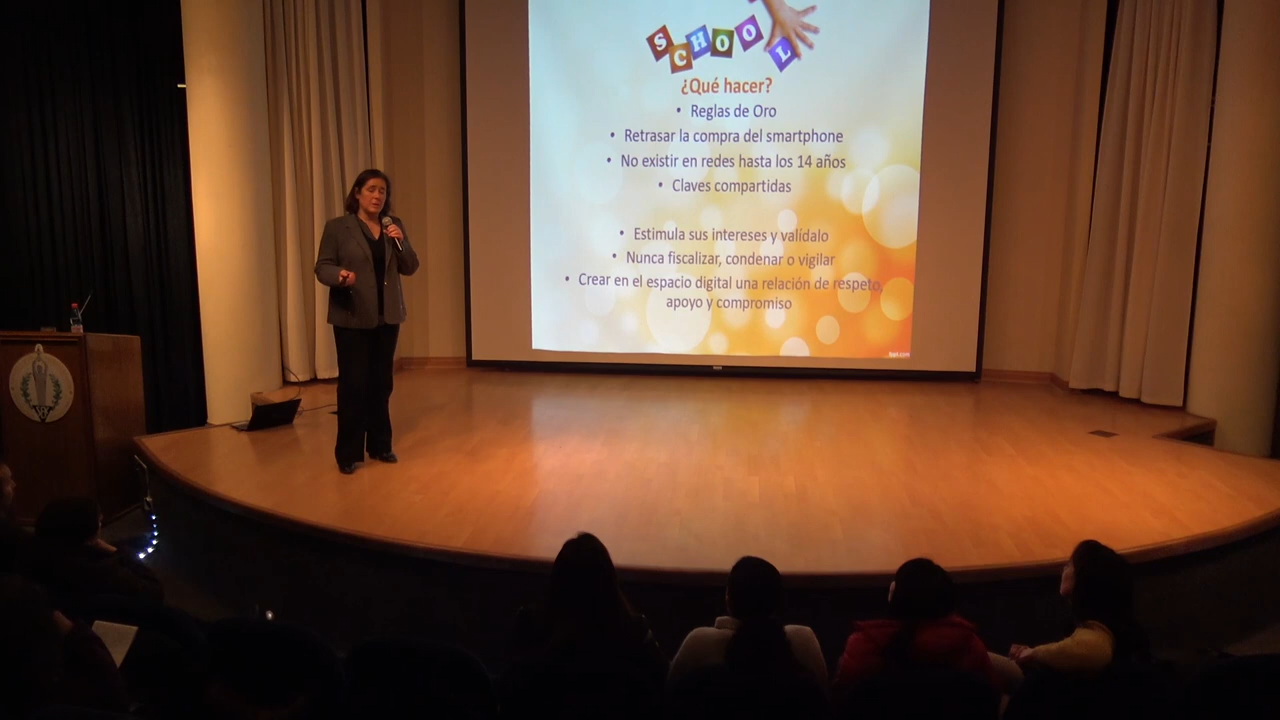 SCHOOL
¿Qué hacer?
• Reglas de Oro
• Retrasar la compra del smartphone
• No existir en redes hasta los 14 años
• Claves compartidas
• Estimula sus intereses y valídalo
• Nunca fiscalizar, condenar o vigilar
• Crear en el espacio digital una relación de respeto,
apoyo y compromiso